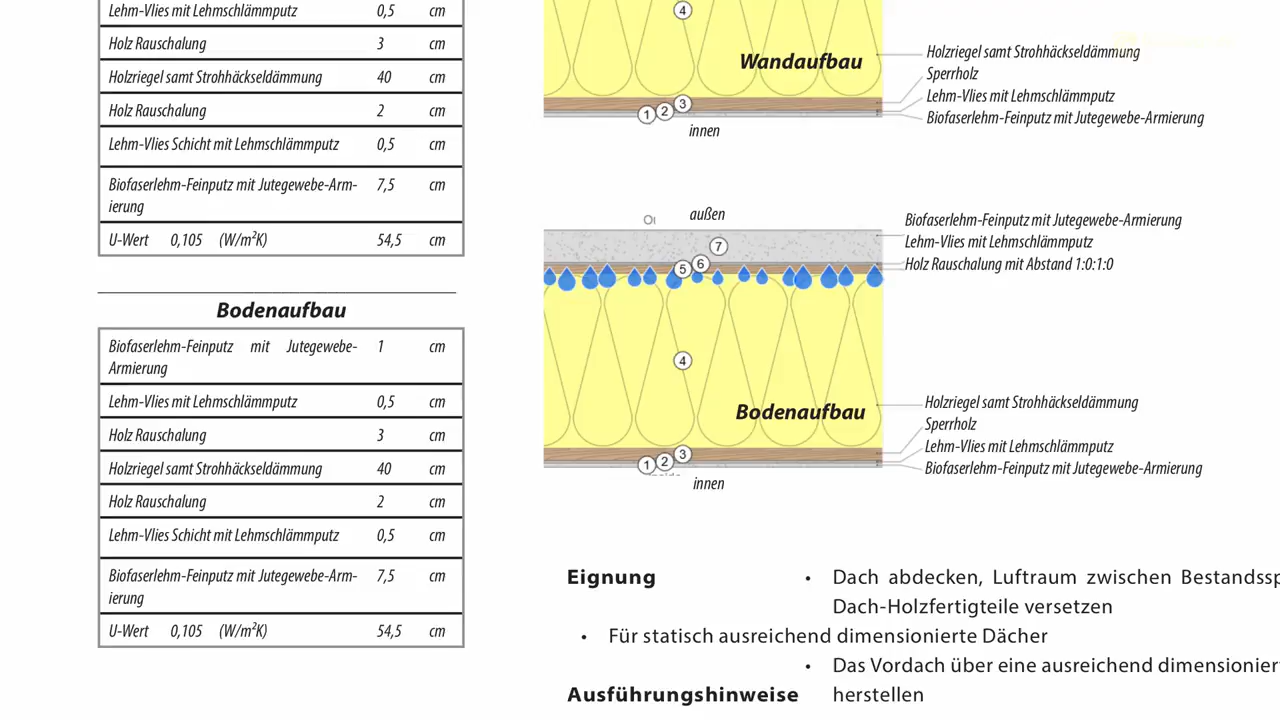 Lehm-Vlies mit Lehmschlämmputz 0,5 cm
Holz Rauschalung 3 cm
Holzriegel samt Strohhäckseldämmung 40 cm
Holz Rauschalung 2 cm
Lehm-Vlies Schicht mit Lehmschlämmputz 0,5 cm
Biofaserlehm-Feinputz mit Jutegewebe-Arm- 7,5 cm
ierung
U-Wert 0,105 (W/m²K) 54,5 cm
Bodenaufbau
Biofaserlehm-Feinputz mit Jutegewebe- 1 cm
Armierung
Lehm-Vlies mit Lehmschlämmputz 0,5 cm
Holz Rauschalung 3 cm
Holzriegel samt Strohhäckseldämmung 40 cm
Holz Rauschalung 2 cm
Lehm-Vlies Schicht mit Lehmschlämmputz 0,5 cm
Biofaserlehm-Feinputz mit Jutegewebe-Arm- 7,5 cm
ierung
U-Wert 0,105 (W/m²K) 54,5 cm
4
Wandaufbau
3
2
1
innen
Holzriegel samt Strohhäckseldämmung
Sperrholz
Lehm-Vlies mit Lehmschlämmputz
Biofaserlehm-Feinputz mit Jutegewebe-Armierung
außen
7
6
5
4
Bodenaufbau
3
2
1
innen
Biofaserlehm-Feinputz mit Jutegewebe-Armierung
Lehm-Vlies mit Lehmschlämmputz
Holz Rauschalung mit Abstand 1:0:1:0
Holzriegel samt Strohhäckseldämmung
Sperrholz
Lehm-Vlies mit Lehmschlämmputz
Biofaserlehm-Feinputz mit Jutegewebe-Armierung
Eignung
• Für statisch ausreichend dimensionierte Dächer
Ausführungshinweise
• Dach abdecken, Luftraum zwischen Bestandssp
Dach-Holzfertigteile versetzen
• Das Vordach über eine ausreichend dimensionier
herstellen